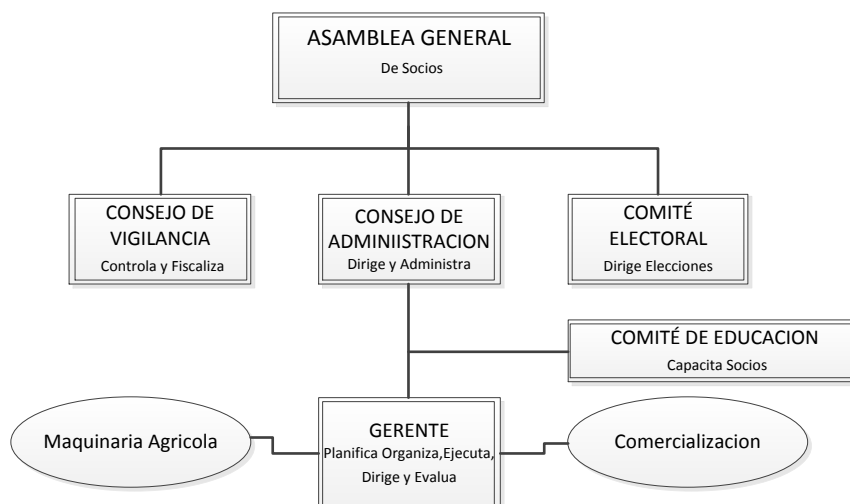 ASAMBLEA GENERAL
De Socios
CONSEJO DE
VIGILANCIA
Controla y Fiscaliza
CONSEJO DE
ADMINIISTRACION
Dirige y Administra
COMITÉ
ELECTORAL
Dirige Elecciones
COMITÉ DE EDUCACION
Capacita Socios
Maquinaria Agricola
GERENTE
Planifica Organiza,Ejecuta,
Dirige y Evalua
Comercializacion